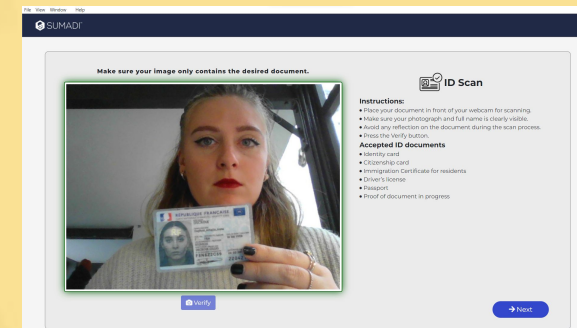 File View Window Help
SUMADI
Make sure your image only contains the desired document.
ID Scan
Instructions:
• Place your document in front of your webcam for scanning.
• Make sure your photograph and full name is clearly visible.
• Avoid any reflection on the document during the scan process.
• Press the Verify button.
Accepted ID documents
• Identity card
• Citizenship card
• Immigration Certificate for residents
• Driver's license
• Passport
• Proof of document in progress
RÉPUBLIQUE FRANÇAISE
Verify
→ Next